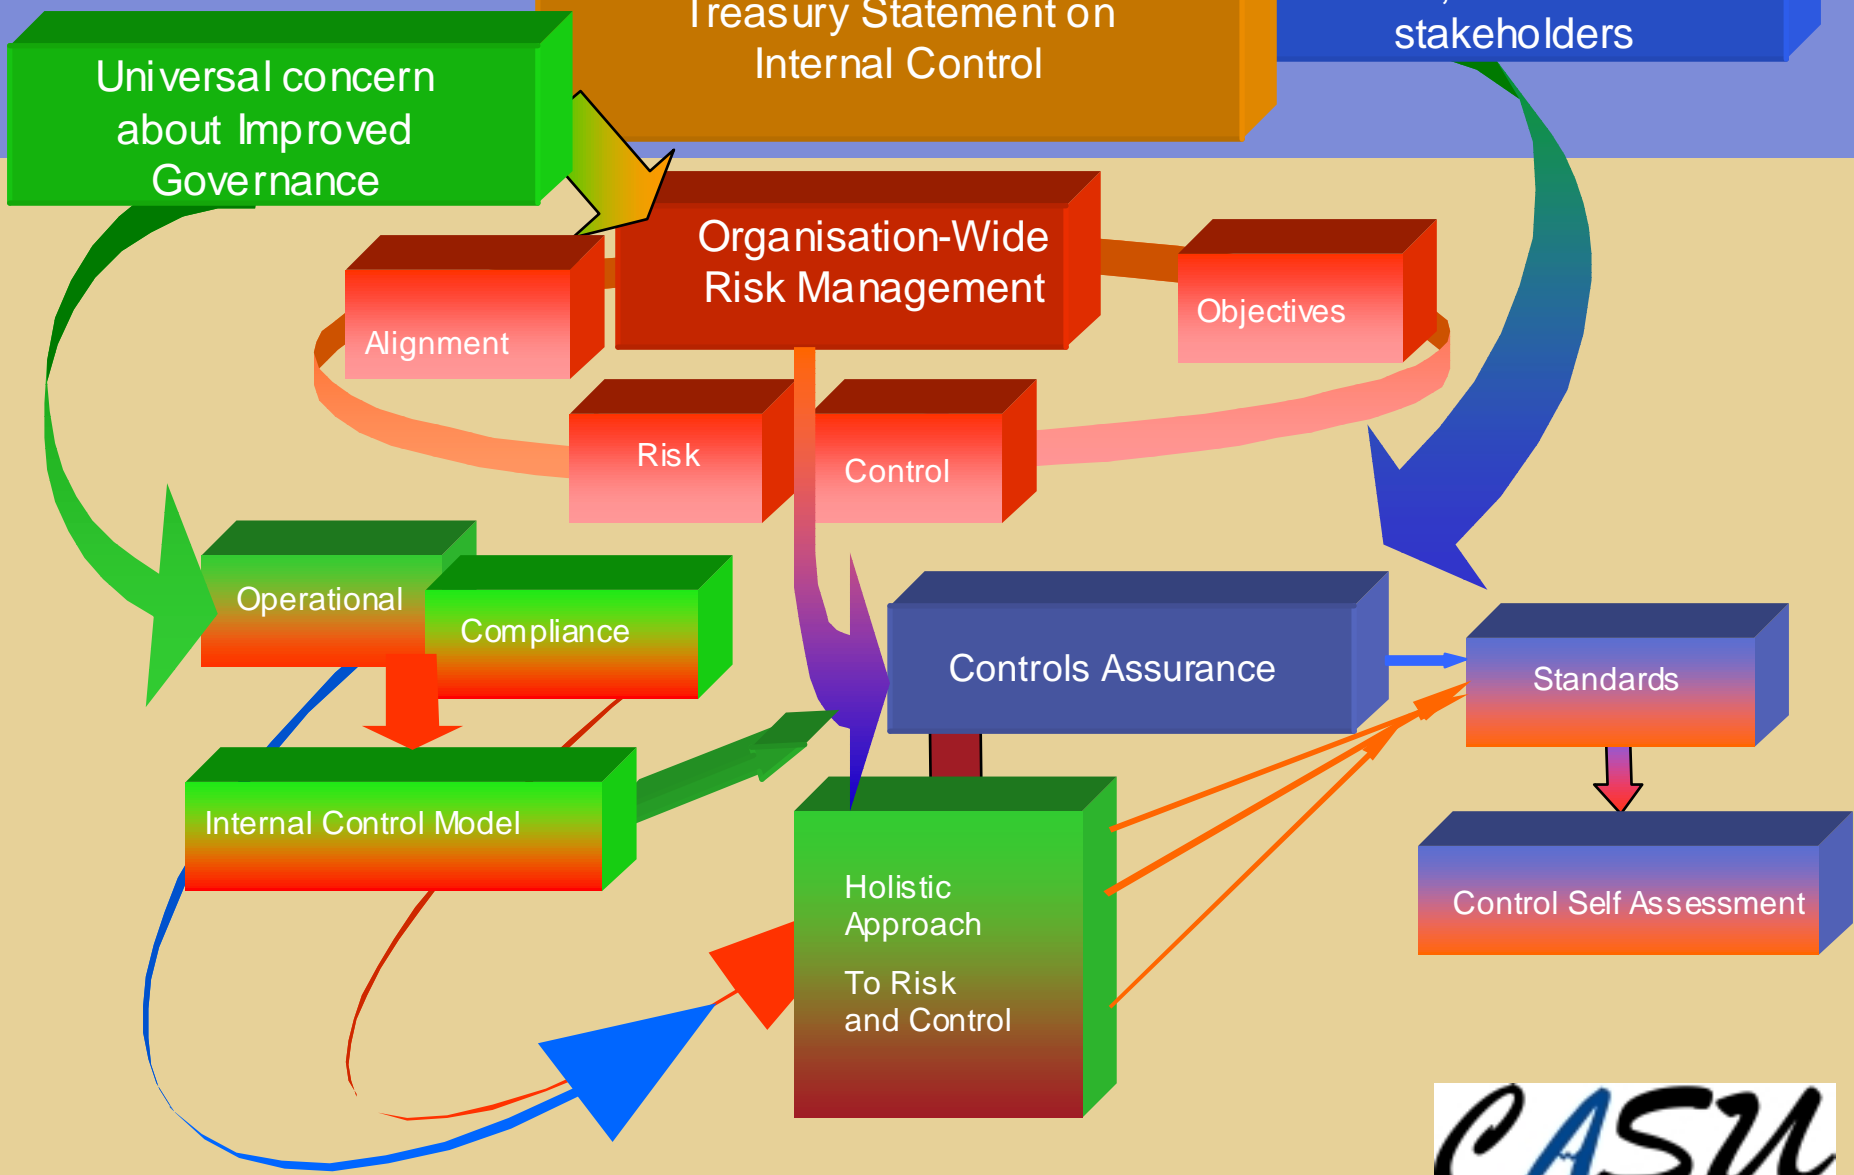 Treasury Statement on
Internal Control
stakeholders
Universal concern
about Improved
Governance
Organisation-Wide
Risk Management
Alignment
Objectives
Risk
Control
Operational
Compliance
Controls Assurance
Standards
Internal Control Model
Holistic
Approach
To Risk
and Control
Control Self Assessment
CASU